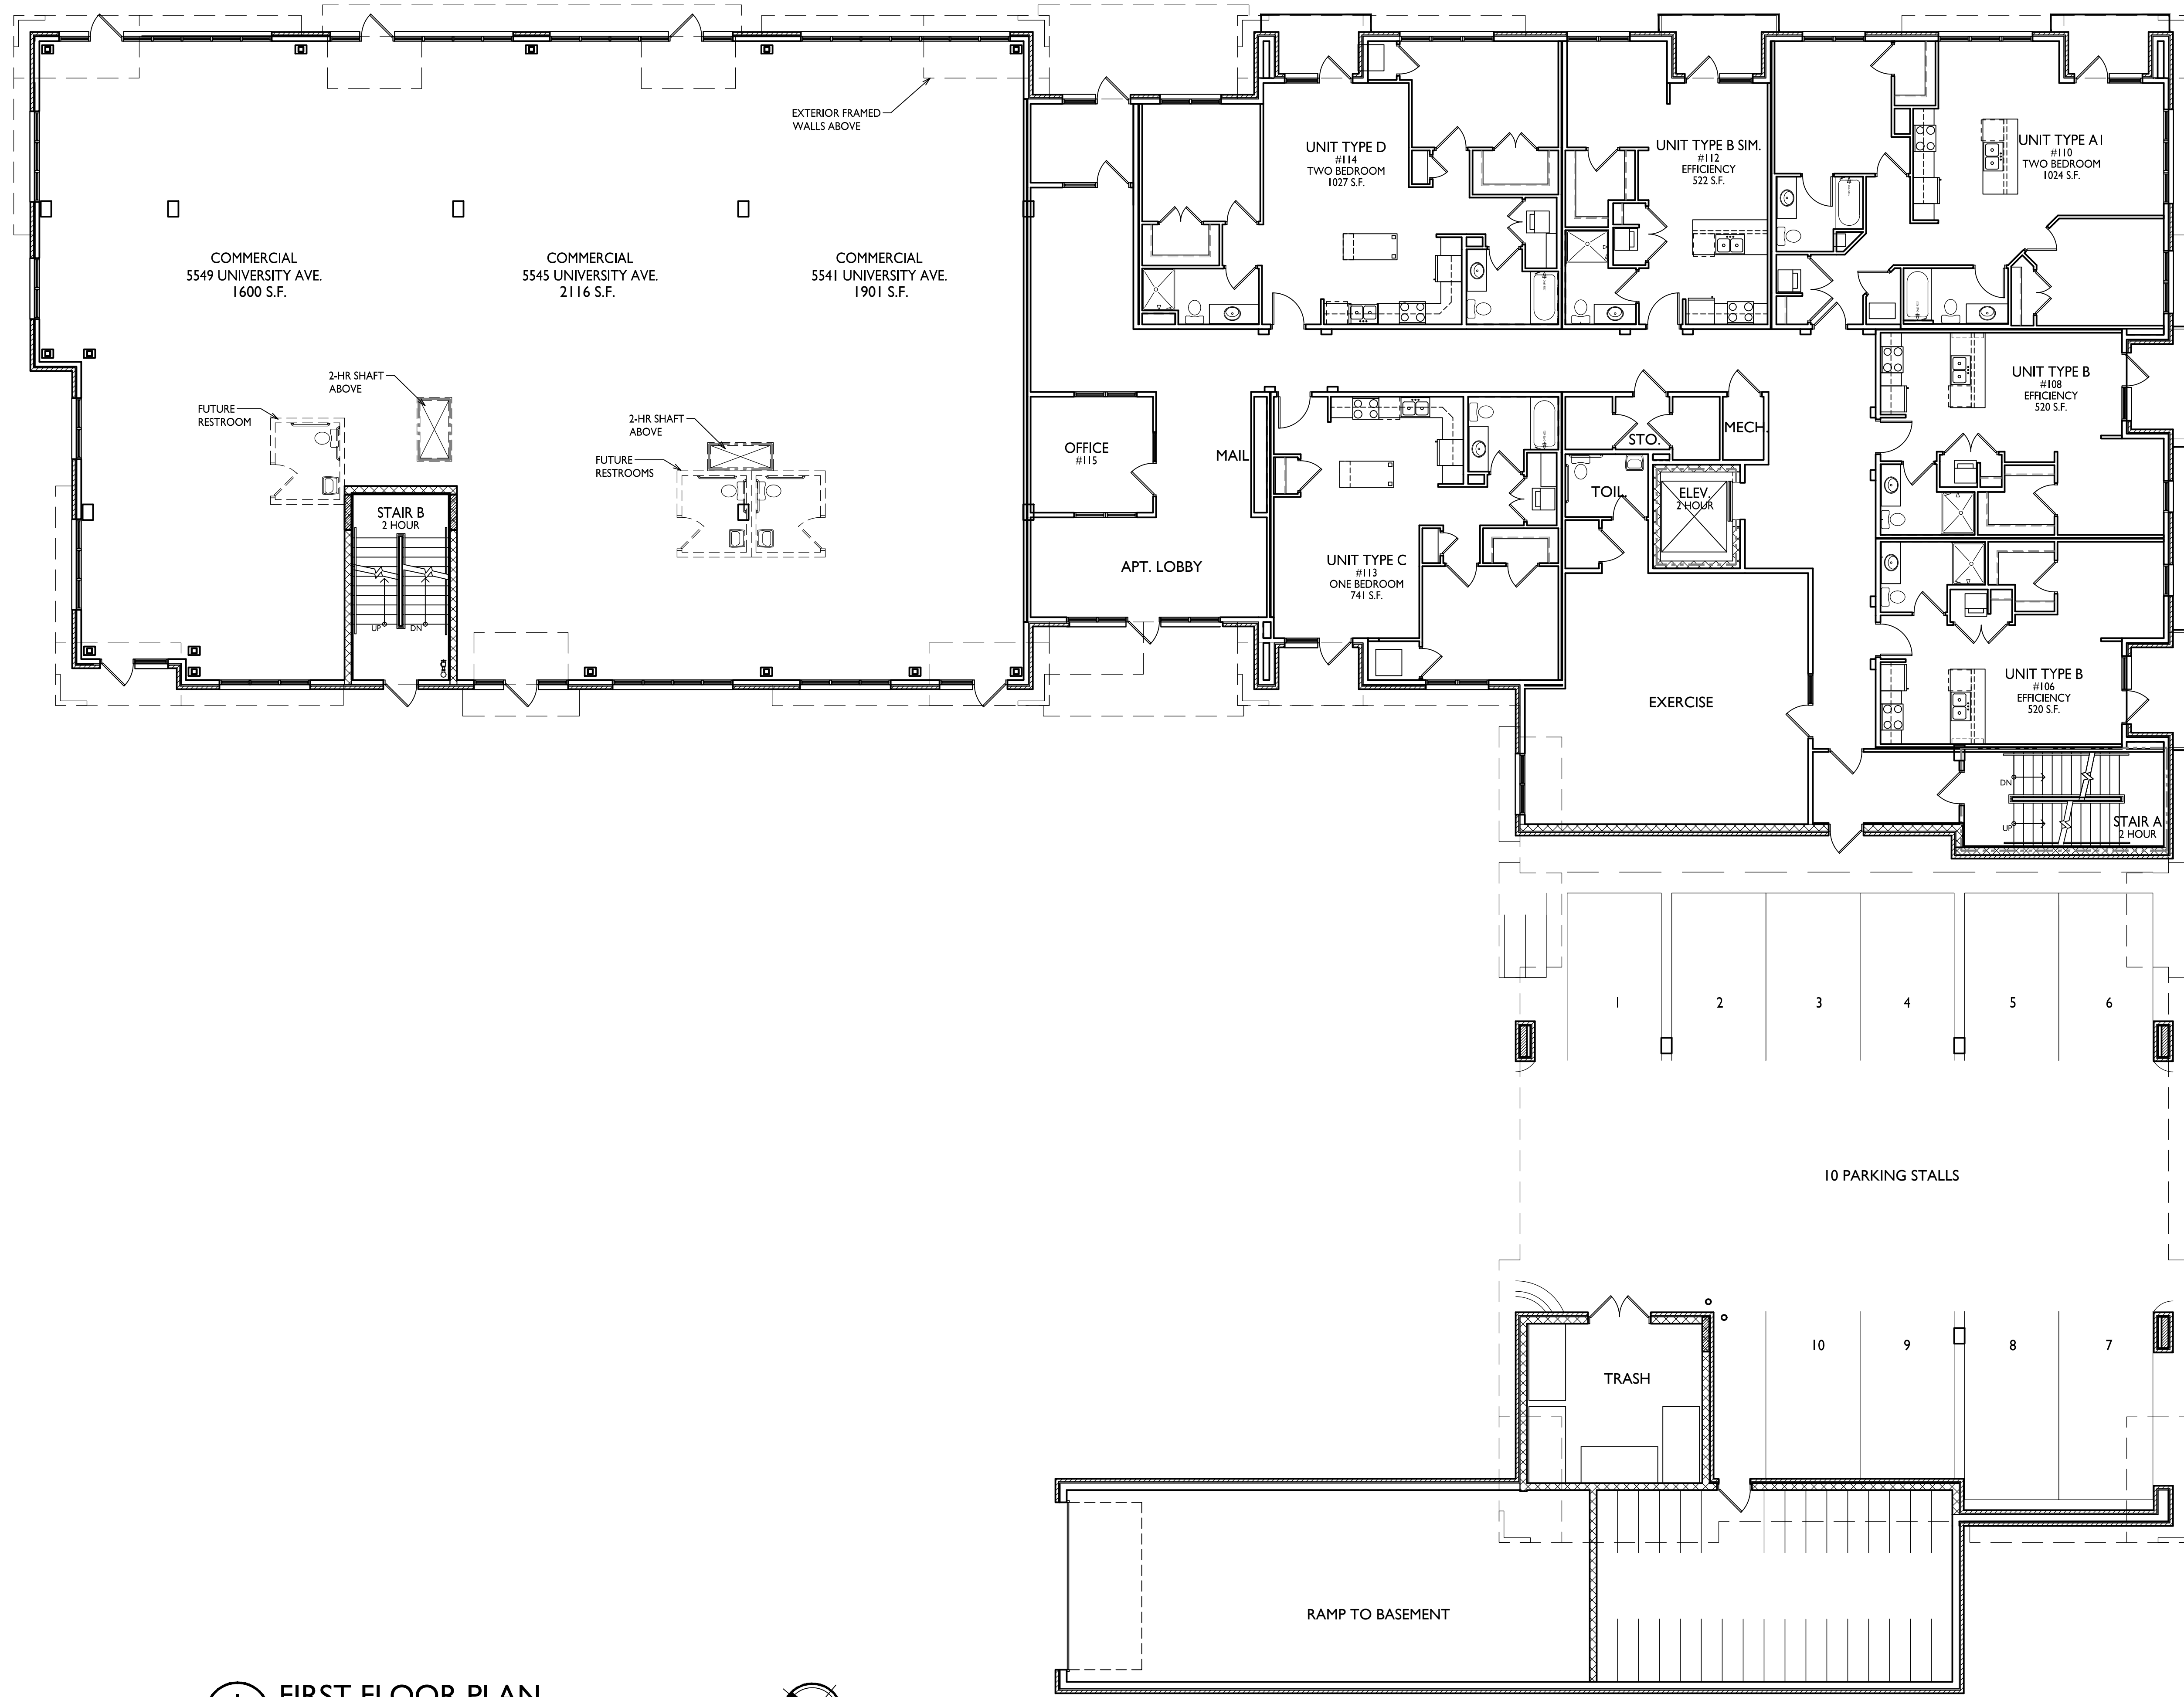 EXTERIOR FRAMED
WALLS ABOVE
COMMERCIAL
5549 UNIVERSITY AVE.
1600 S.F.
COMMERCIAL
5545 UNIVERSITY AVE.
2116 S.F.
COMMERCIAL
5541 UNIVERSITY AVE.
1901 S.F.
UNIT TYPE D
#114
TWO BEDROOM
1027 S.F.
UNIT TYPE B SIM.
#112
EFFICIENCY
522 S.F.
UNIT TYPE A1
#110
TWO BEDROOM
1024 S.F.
2-HR SHAFT
ABOVE
FUTURE
RESTROOM
2-HR SHAFT
ABOVE
FUTURE
RESTROOMS
STAIR B
2 HOUR
UP
DN
OFFICE
#115
MAIL
APT. LOBBY
UNIT TYPE C
#113
ONE BEDROOM
741 S.F.
STO.
MECH.
TOIL.
ELEV.
2 HOUR
UNIT TYPE B
#108
EFFICIENCY
520 S.F.
UNIT TYPE B
#106
EFFICIENCY
520 S.F.
EXERCISE
DN
UP
STAIR A
2 HOUR
1
2
3
4
5
6
10 PARKING STALLS
10
9
8
7
TRASH
RAMP TO BASEMENT
FIRST FLOOR PLAN